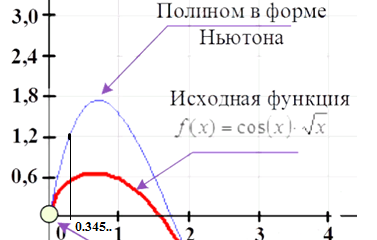 3,0
Полином в форме
Ньютона
2,4
1,8
Исходная функция
f(x) = cos(x)·√x
1,2
0,6
0
0 0.345.. 1 2 3 4